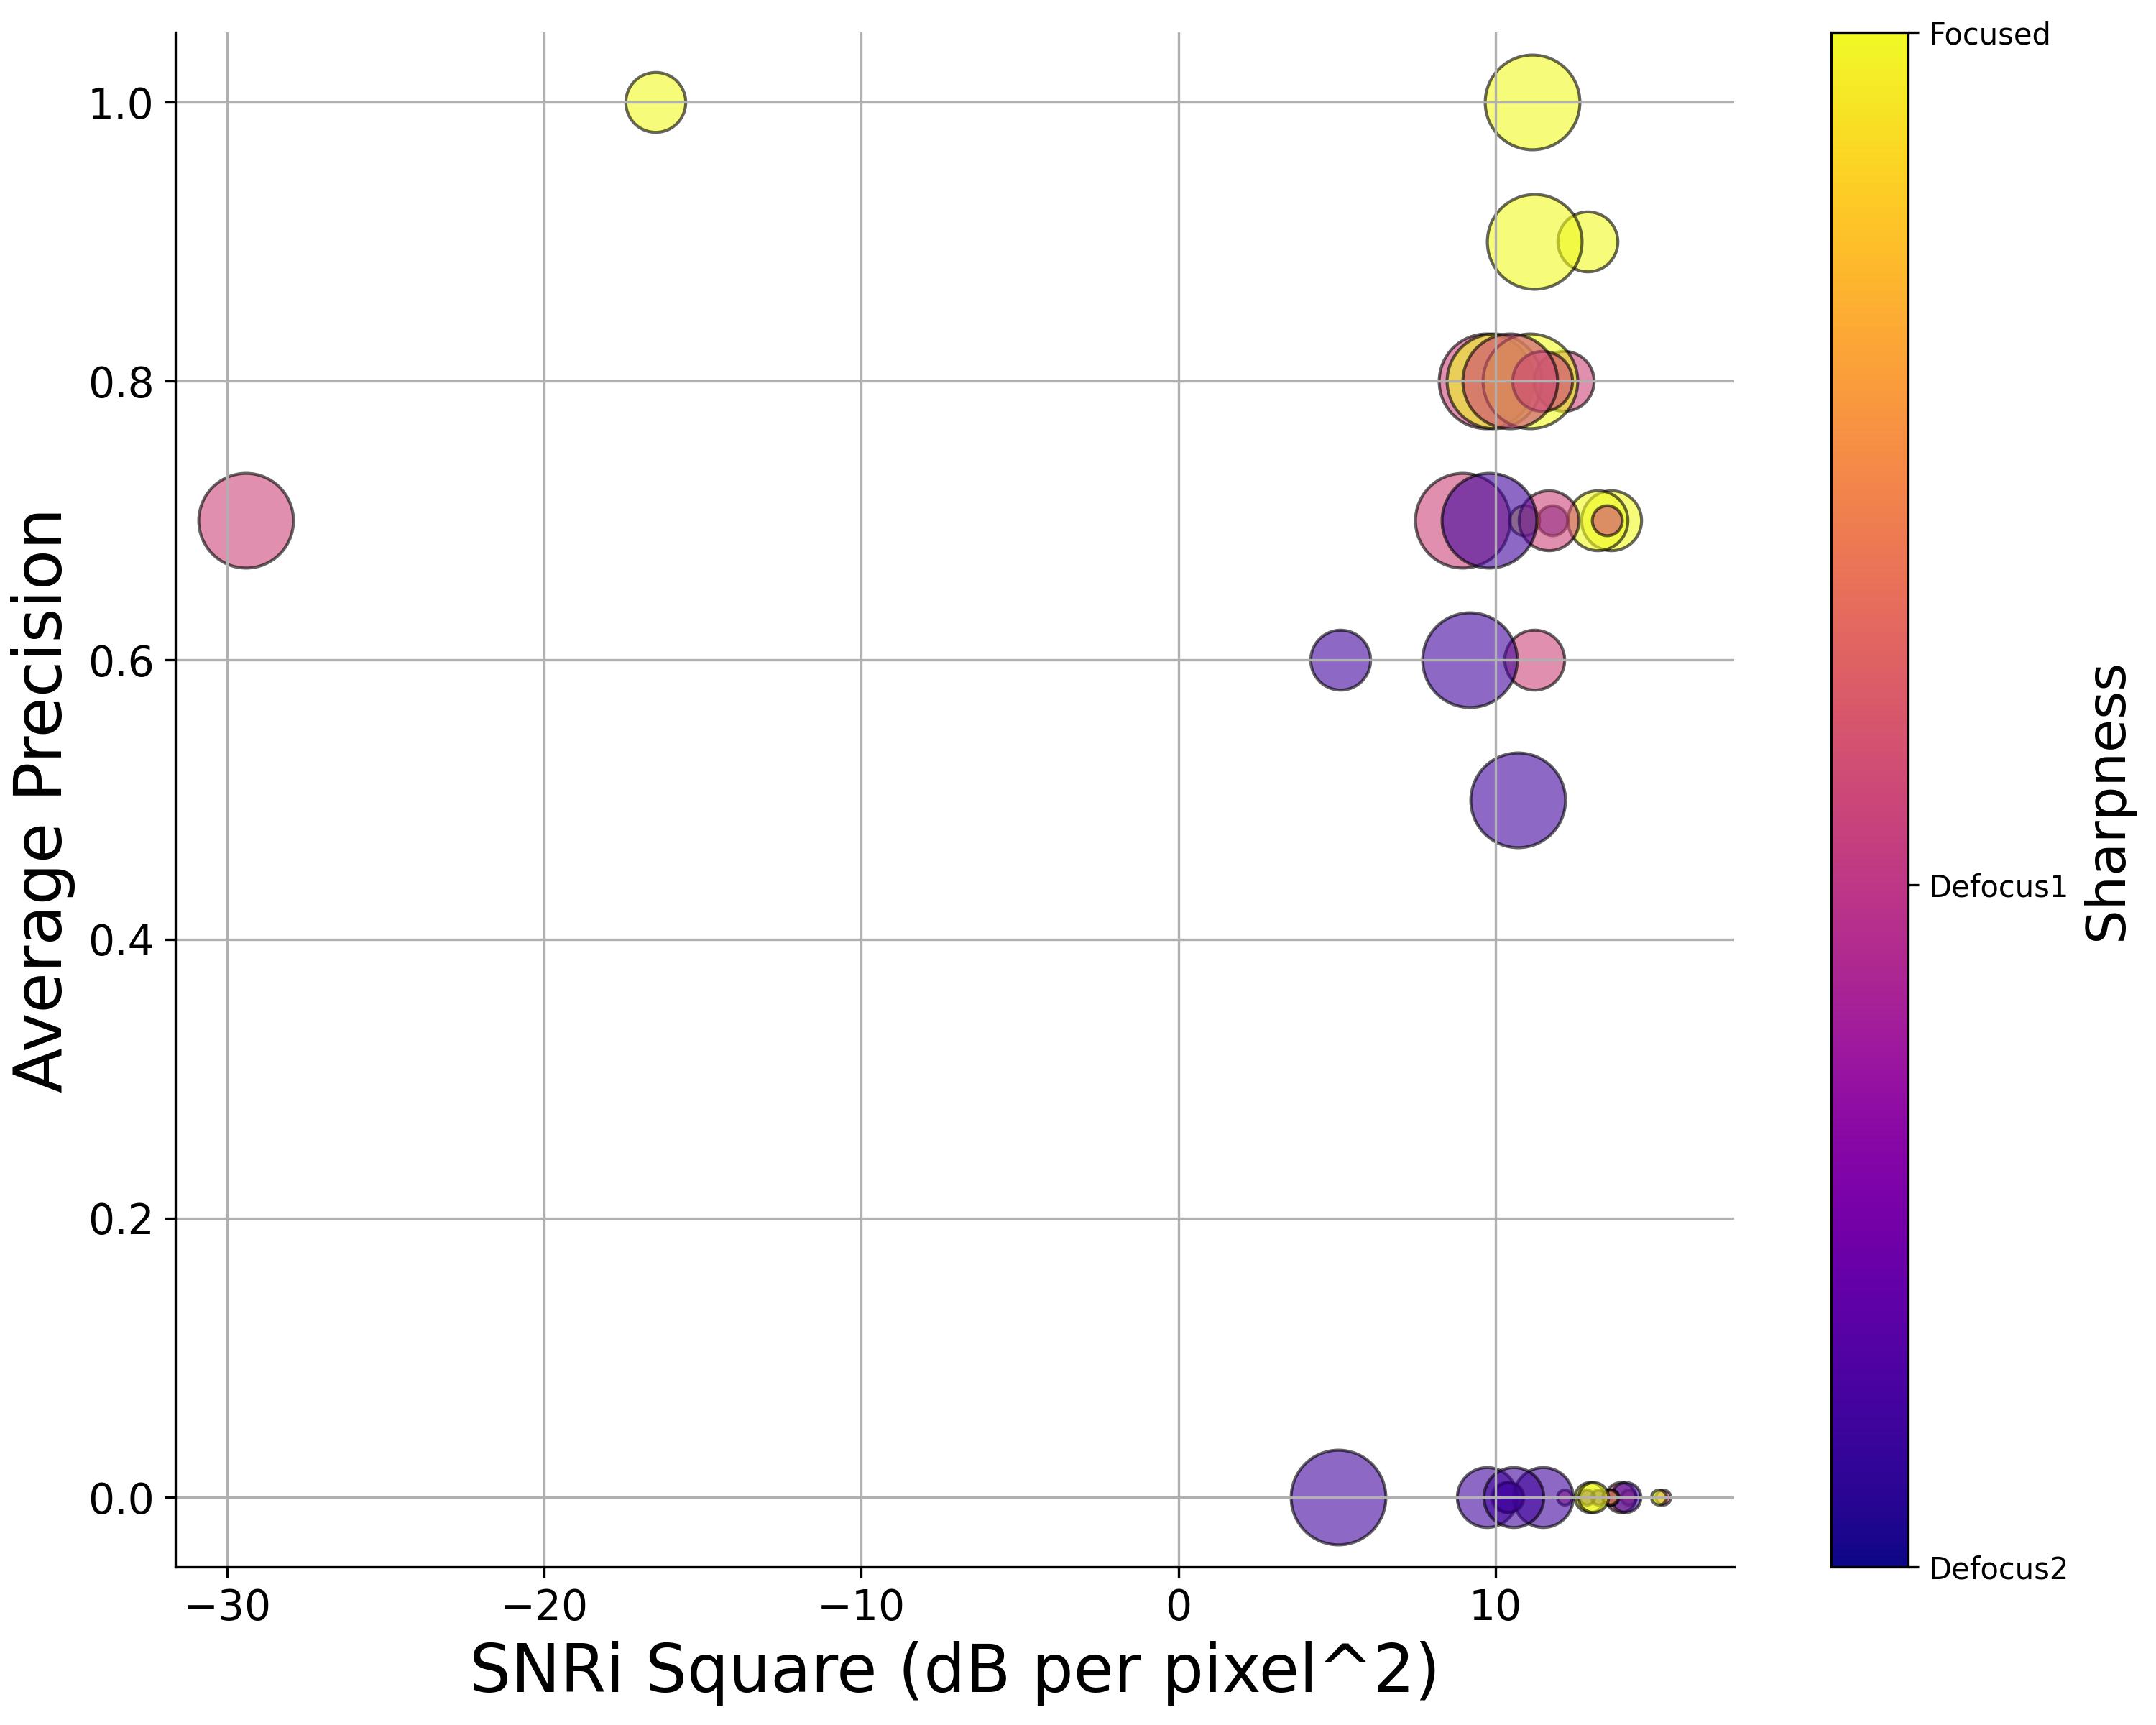 Average Precision
1.0
0.8
0.6
0.4
0.2
0.0
−30
−20
−10
0
10
SNRi Square (dB per pixel^2)
Focused
Defocus1
Defocus2
Sharpness